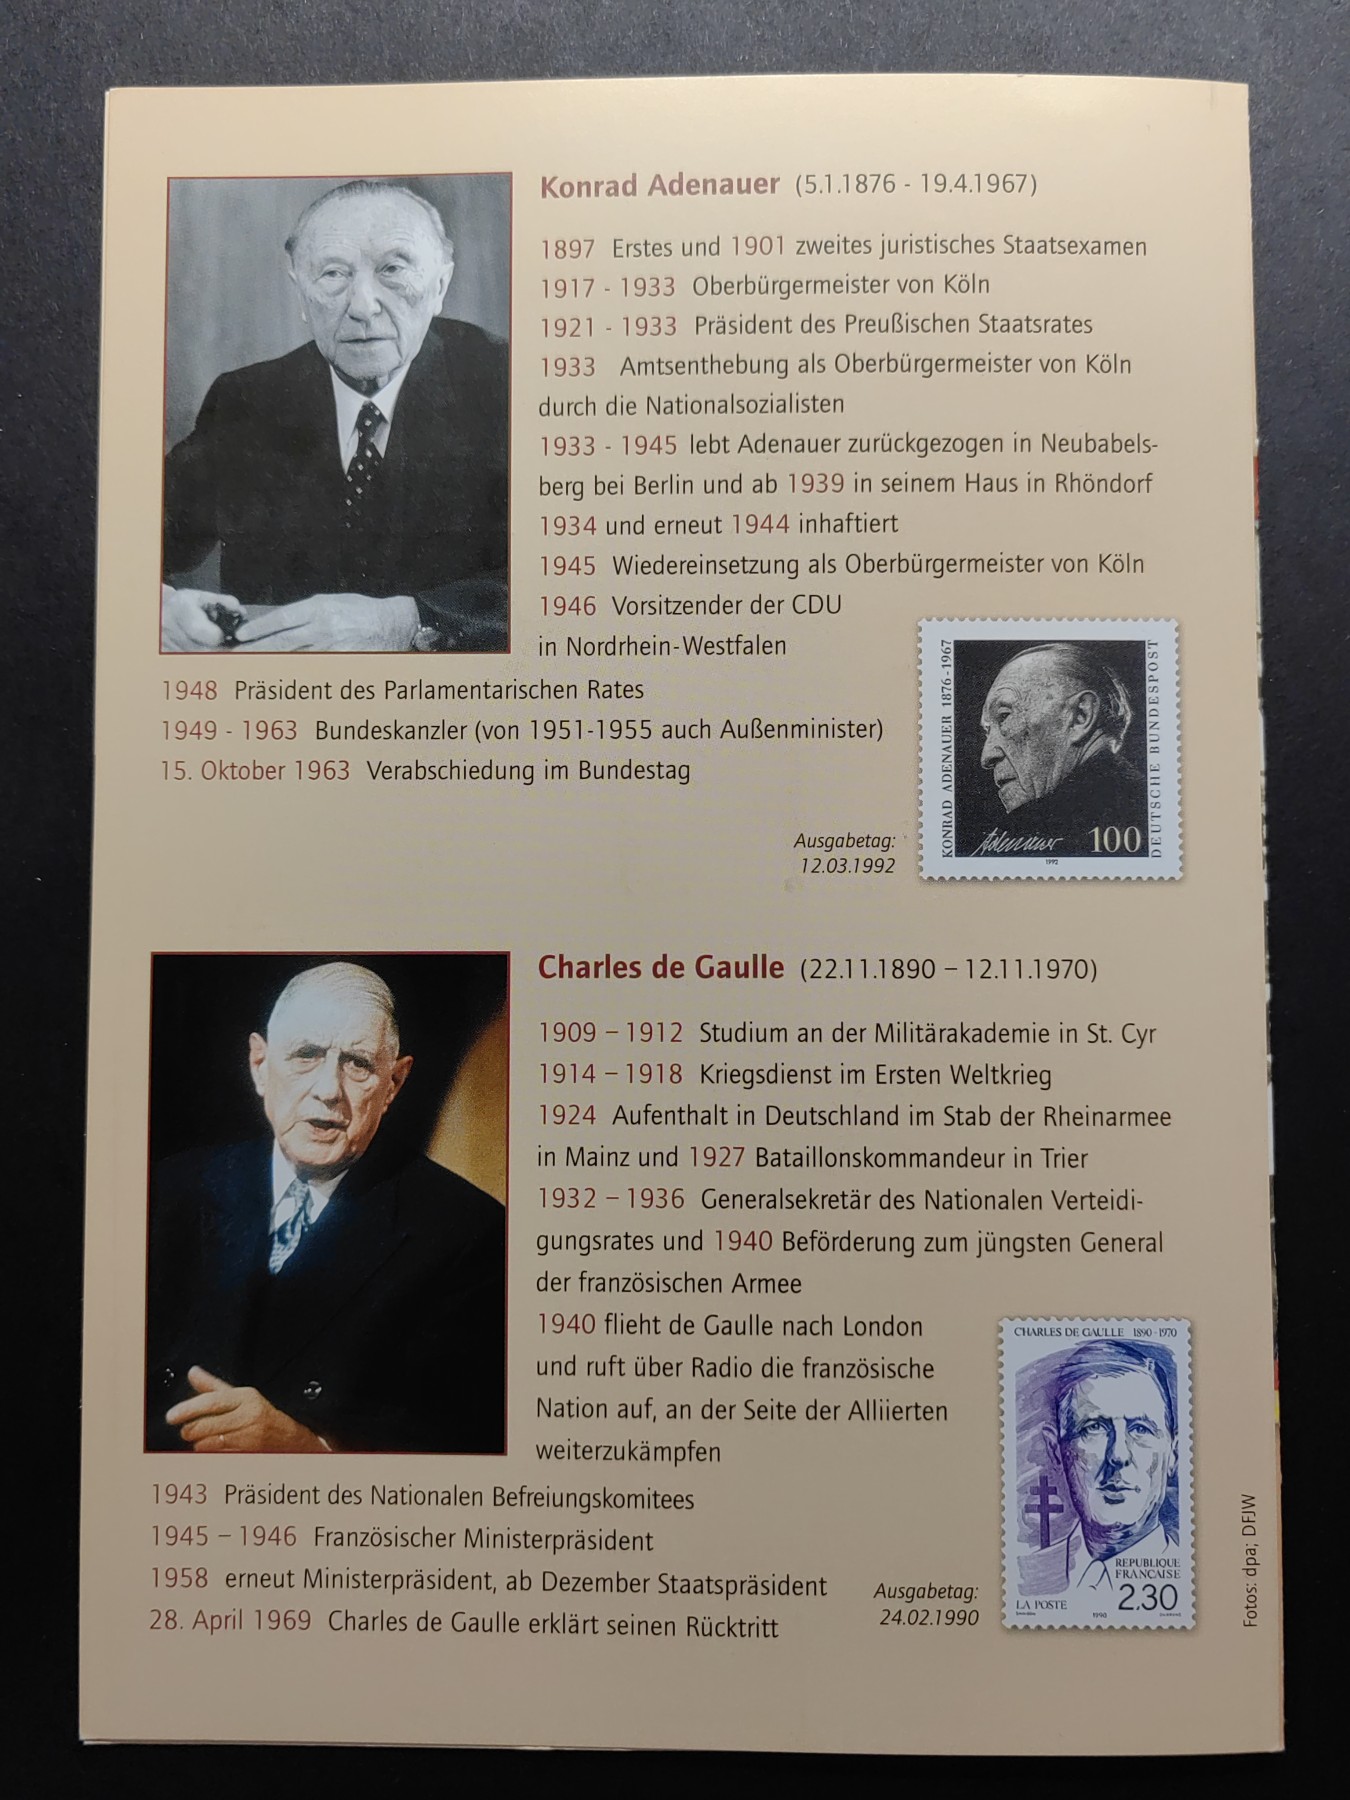 Konrad Adenauer (5.1.1876 - 19.4.1967)
1897 Erstes und 1901 zweites juristisches Staatsexamen
1917 - 1933 Oberbürgermeister von Köln
1921 - 1933 Präsident des Preußischen Staatsrates
1933 Amtsenthebung als Oberbürgermeister von Köln
durch die Nationalsozialisten
1933 - 1945 lebt Adenauer zurückgezogen in Neubabels-
berg bei Berlin und ab 1939 in seinem Haus in Rhöndorf
1934 und erneut 1944 inhaftiert
1945 Wiedereinsetzung als Oberbürgermeister von Köln
1946 Vorsitzender der CDU
in Nordrhein-Westfalen
1948 Präsident des Parlamentarischen Rates
1949 - 1963 Bundeskanzler (von 1951-1955 auch Außenminister)
15. Oktober 1963 Verabschiedung im Bundestag
Ausgabetag:
12.03.1992
KONRAD ADENAUER 1876-1967
Adenauer
100
DEUTSCHE BUNDESPOST
1992
Charles de Gaulle (22.11.1890 – 12.11.1970)
1909 – 1912 Studium an der Militärakademie in St. Cyr
1914 – 1918 Kriegsdienst im Ersten Weltkrieg
1924 Aufenthalt in Deutschland im Stab der Rheinarmee
in Mainz und 1927 Bataillonskommandeur in Trier
1932 – 1936 Generalsekretär des Nationalen Verteidi-
gungsrates und 1940 Beförderung zum jüngsten General
der französischen Armee
1940 flieht de Gaulle nach London
und ruft über Radio die französische
Nation auf, an der Seite der Alliierten
weiterzukämpfen
1943 Präsident des Nationalen Befreiungskomitees
1945 – 1946 Französischer Ministerpräsident
1958 erneut Ministerpräsident, ab Dezember Staatspräsident
28. April 1969 Charles de Gaulle erklärt seinen Rücktritt
Ausgabetag:
24.02.1990
CHARLES DE GAULLE 1890-1970
REPUBLIQUE
FRANÇAISE
2,30
LA POSTE
1990
Fotos: dpa; DFJW